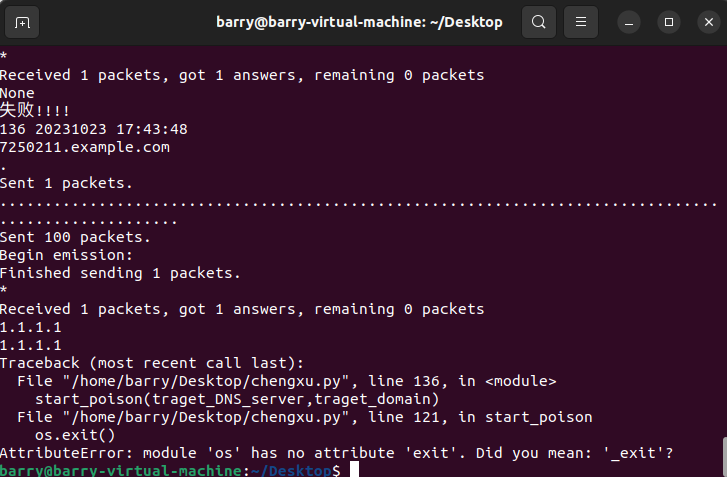 barry@barry-virtual-machine: ~/Desktop
*
Received 1 packets, got 1 answers, remaining 0 packets
None
失败!!!!
136 20231023 17:43:48
7250211.example.com
.
Sent 1 packets.
................................................................................
....................
Sent 100 packets.
Begin emission:
Finished sending 1 packets.
*
Received 1 packets, got 1 answers, remaining 0 packets
1.1.1.1
1.1.1.1
Traceback (most recent call last):
  File "/home/barry/Desktop/chengxu.py", line 136, in <module>
    start_poison(traget_DNS_server,traget_domain)
  File "/home/barry/Desktop/chengxu.py", line 121, in start_poison
    os.exit()
AttributeError: module 'os' has no attribute 'exit'. Did you mean: '_exit'?
barry@barry-virtual-machine:~/Desktop$